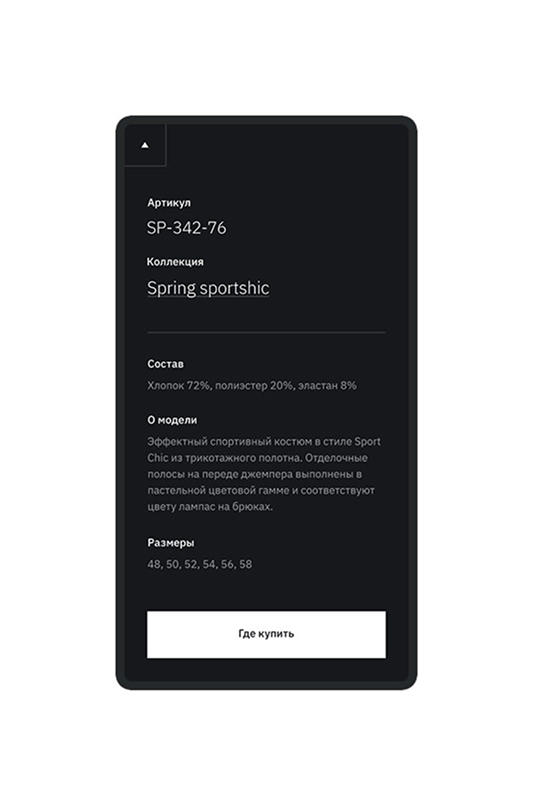 Артикул
SP-342-76
Коллекция
Spring sportshic
Состав
Хлопок 72%, полиэстер 20%, эластан 8%
О модели
Эффектный спортивный костюм в стиле Sport
Chic из трикотажного полотна. Отделочные
полосы на переде джемпера выполнены в
пастельной цветовой гамме и соответствуют
цвету лампас на брюках.
Размеры
48, 50, 52, 54, 56, 58
Где купить